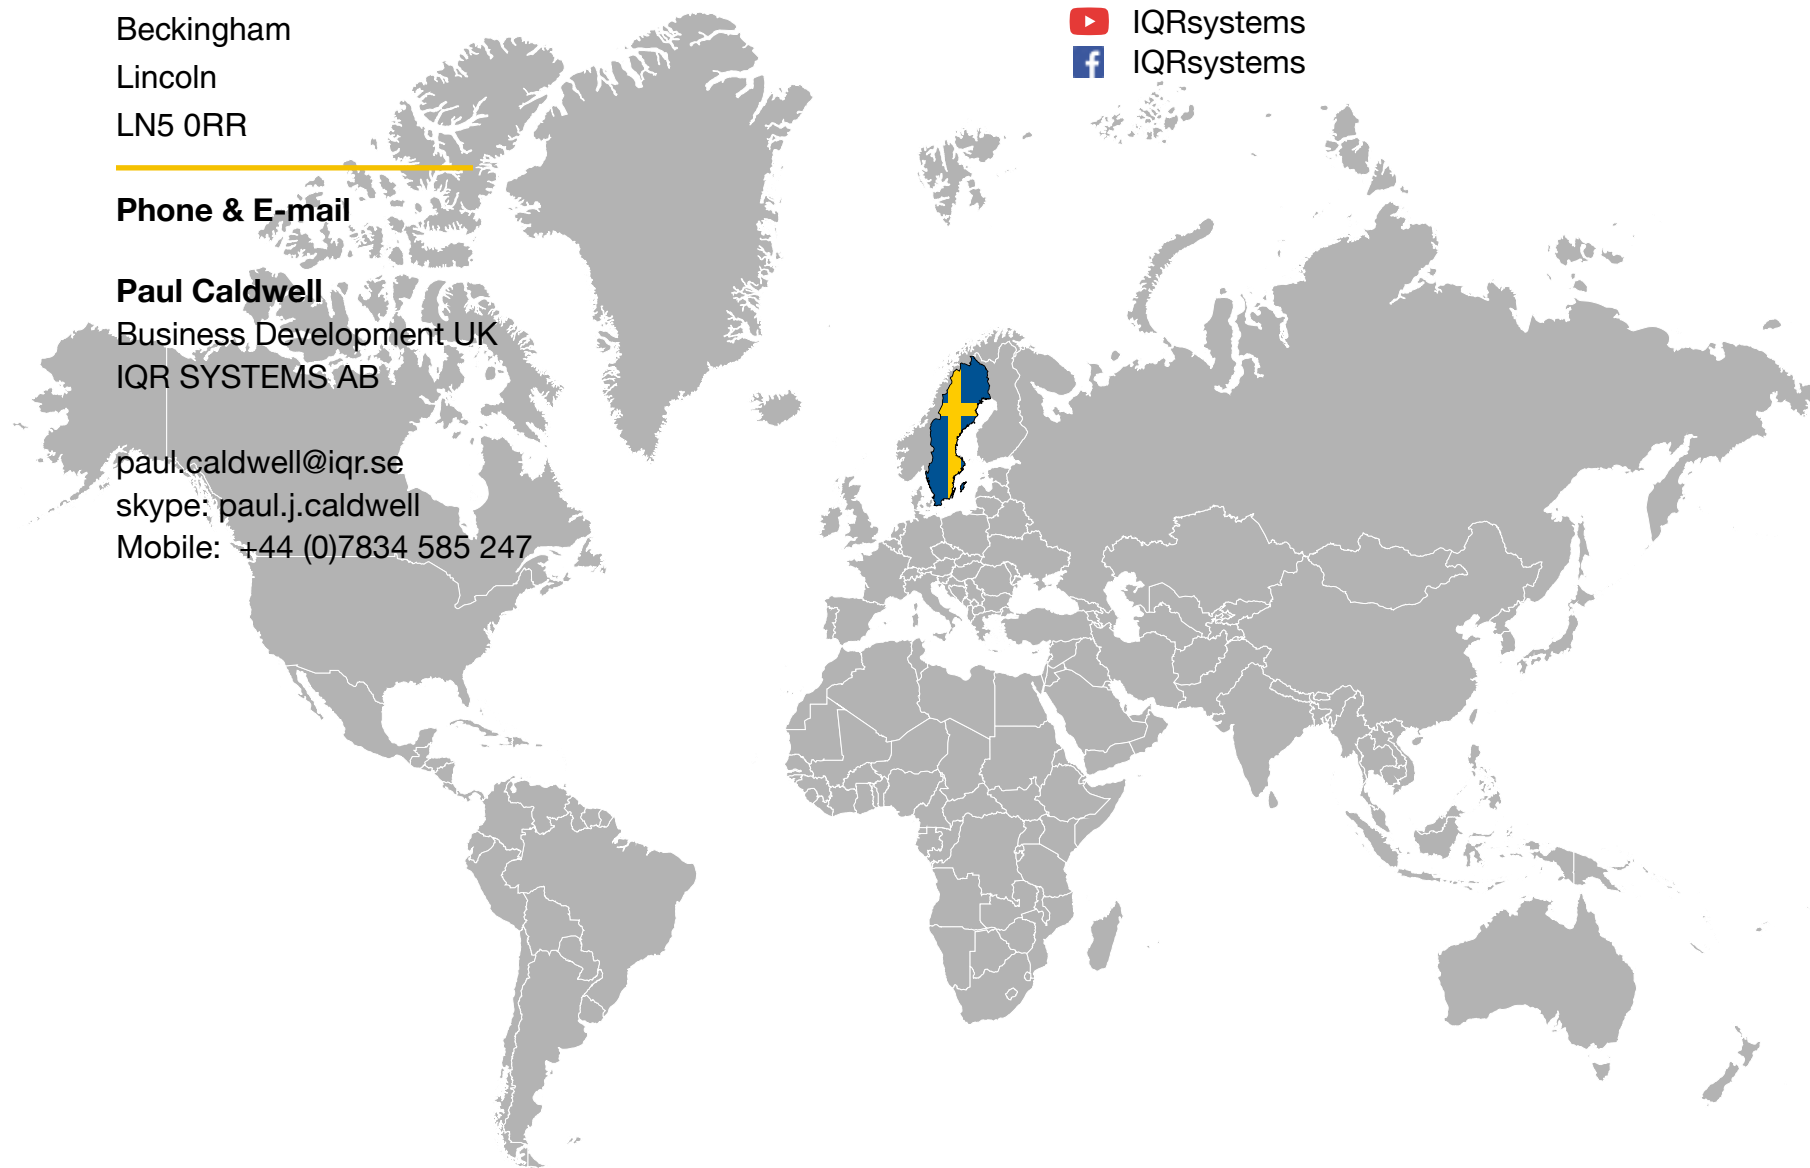 Beckingham
Lincoln
LN5 0RR
Phone & E-mail
Paul Caldwell
Business Development UK
IQR SYSTEMS AB
paul.caldwell@iqr.se
skype: paul.j.caldwell
Mobile:  +44 (0)7834 585 247
IQRsystems
IQRsystems